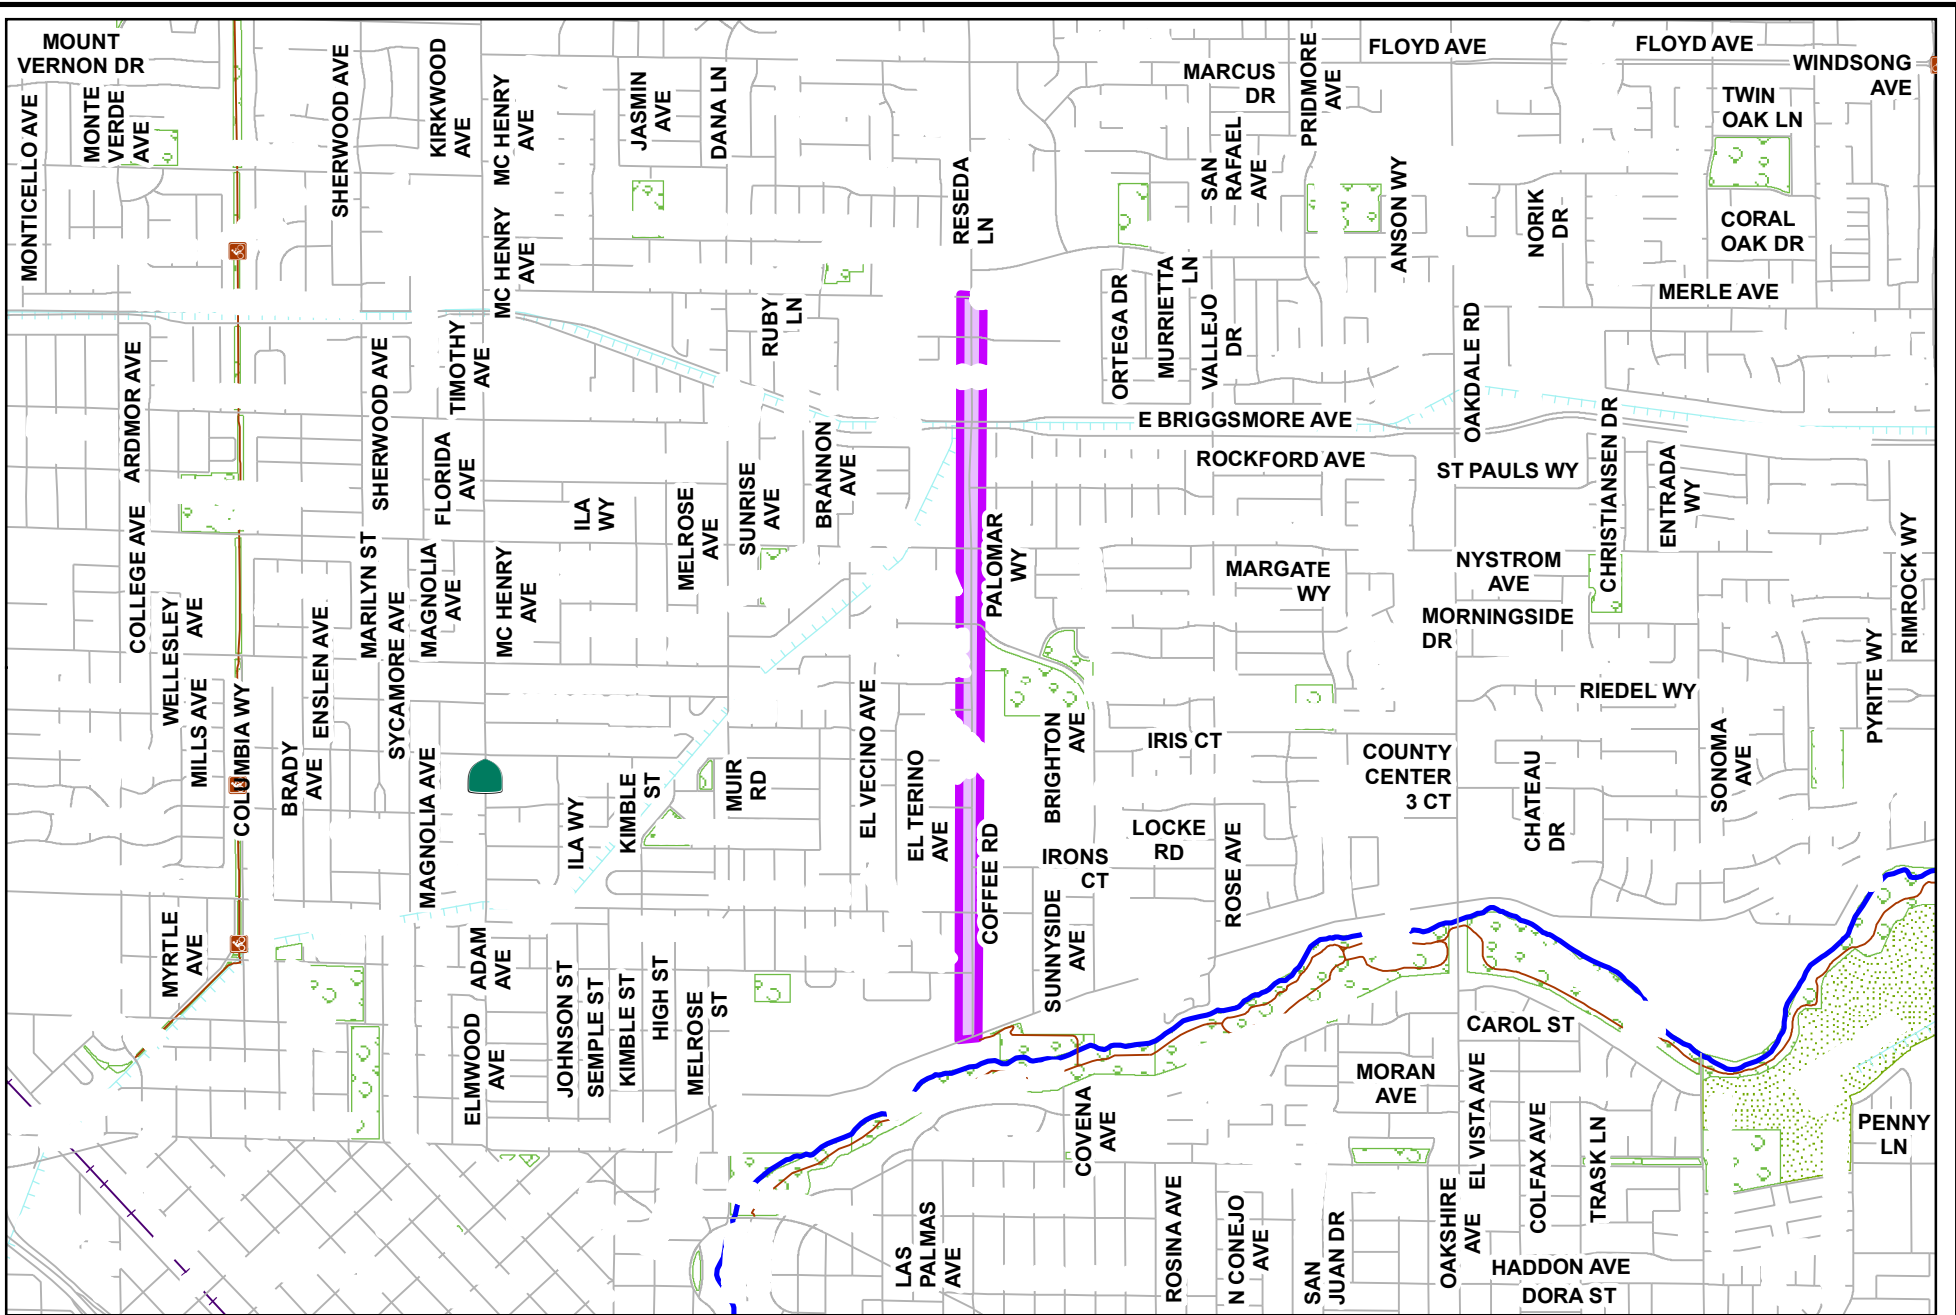 MOUNT
VERNON DR
MONTICELLO AVE
MONTE
VERDE
AVE
SHERWOOD AVE
KIRKWOOD
AVE
MC HENRY
AVE
MC HENRY
AVE
JASMIN
AVE
DANA LN
RESEDA
LN
MARCUS
DR
PRIDMORE
AVE
FLOYD AVE
FLOYD AVE
WINDSONG
AVE
TWIN
OAK LN
SAN
RAFAEL
AVE
ANSON WY
NORIK
DR
CORAL
OAK DR
MERLE AVE
ARDMOR AVE
SHERWOOD AVE
TIMOTHY
AVE
RUBY
LN
ORTEGA DR
MURRIETTA
LN
VALLEJO
DR
OAKDALE RD
E BRIGGSMORE AVE
ROCKFORD AVE
ST PAULS WY
CHRISTIANSEN DR
ENTRADA
WY
FLORIDA
AVE
ILA
WY
MELROSE
AVE
SUNRISE
AVE
BRANNON
AVE
PALOMAR
WY
COLLEGE AVE
WELLESLEY
AVE
MARILYN ST
SYCAMORE AVE
MAGNOLIA
AVE
MC HENRY
AVE
MARGATE
WY
NYSTROM
AVE
MORNINGSIDE
DR
RIMROCK WY
PYRITE WY
RIEDEL WY
MILLS AVE
COLUMBIA WY
BRADY
AVE
ENSLEN AVE
MAGNOLIA AVE
ILA WY
KIMBLE
ST
MUIR
RD
EL VECINO AVE
EL TERINO
AVE
COFFEE RD
BRIGHTON
AVE
IRIS CT
COUNTY
CENTER
3 CT
CHATEAU
DR
SONOMA
AVE
LOCKE
RD
IRONS
CT
ROSE AVE
SUNNYSIDE
AVE
MYRTLE
AVE
ADAM
AVE
ELMWOOD
AVE
JOHNSON ST
SEMPLE ST
KIMBLE ST
HIGH ST
MELROSE
ST
CAROL ST
MORAN
AVE
EL VISTA AVE
COLFAX AVE
TRASK LN
PENNY
LN
COVENA
AVE
LAS
PALMAS
AVE
ROSINA AVE
N CONEJO
AVE
SAN
JUAN DR
OAKSHIRE
AVE
HADDON AVE
DORA ST